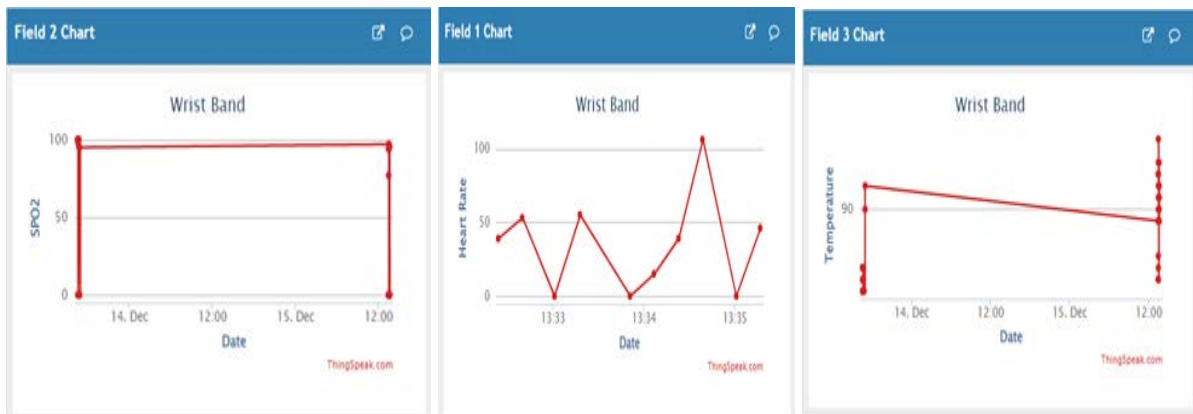 Field 2 Chart
Wrist Band
100
50
0
SPO2
14. Dec 12:00 15. Dec 12:00
Date
ThingSpeak.com
Field 1 Chart
Wrist Band
100
50
0
Heart Rate
13:33 13:34 13:35
Date
ThingSpeak.com
Field 3 Chart
Wrist Band
90
Temperature
14. Dec 12:00 15. Dec 12:00
Date
ThingSpeak.com